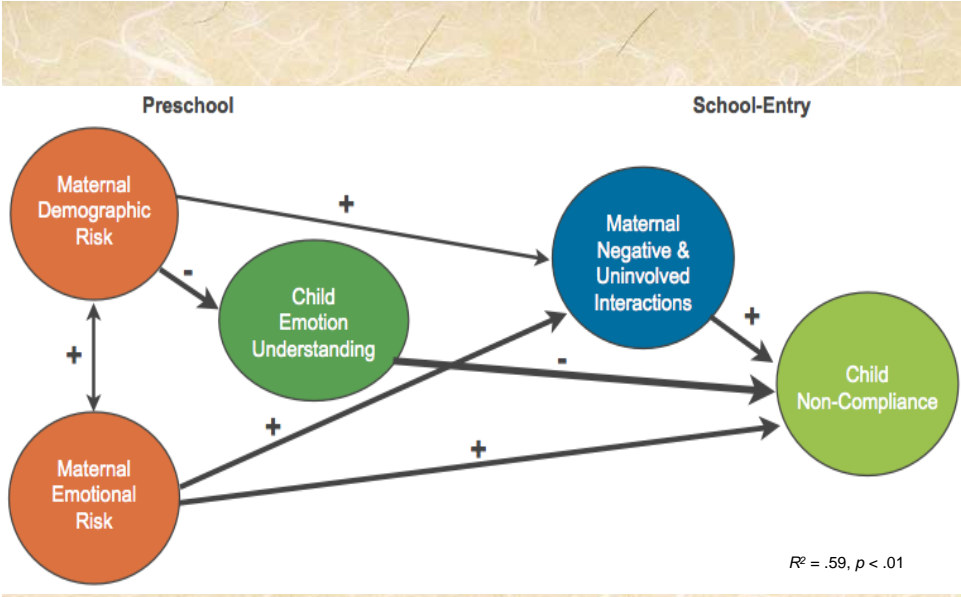 Preschool
School-Entry
Maternal
Demographic
Risk
+
-
Child
Emotion
Understanding
Maternal
Negative &
Uninvolved
Interactions
+
+
-
Child
Non-Compliance
+
+
Maternal
Emotional
Risk
R² = .59, p < .01